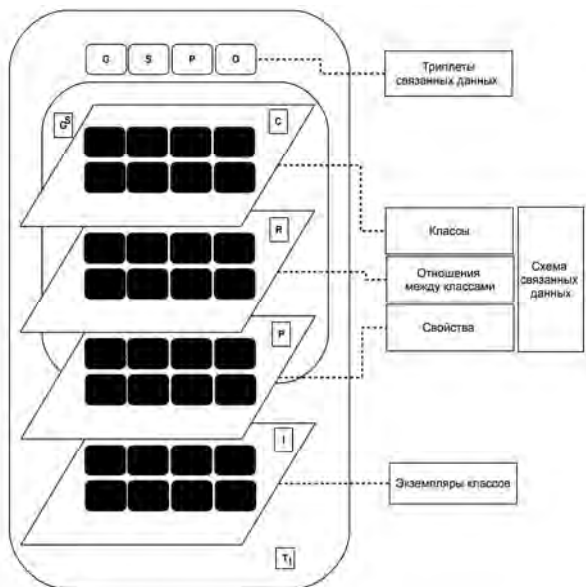 G S P O
Триплеты
связанных данных
C
R
Классы
Отношения
между классами
Схема
связанных
данных
P
Свойства
I
Экземпляры классов